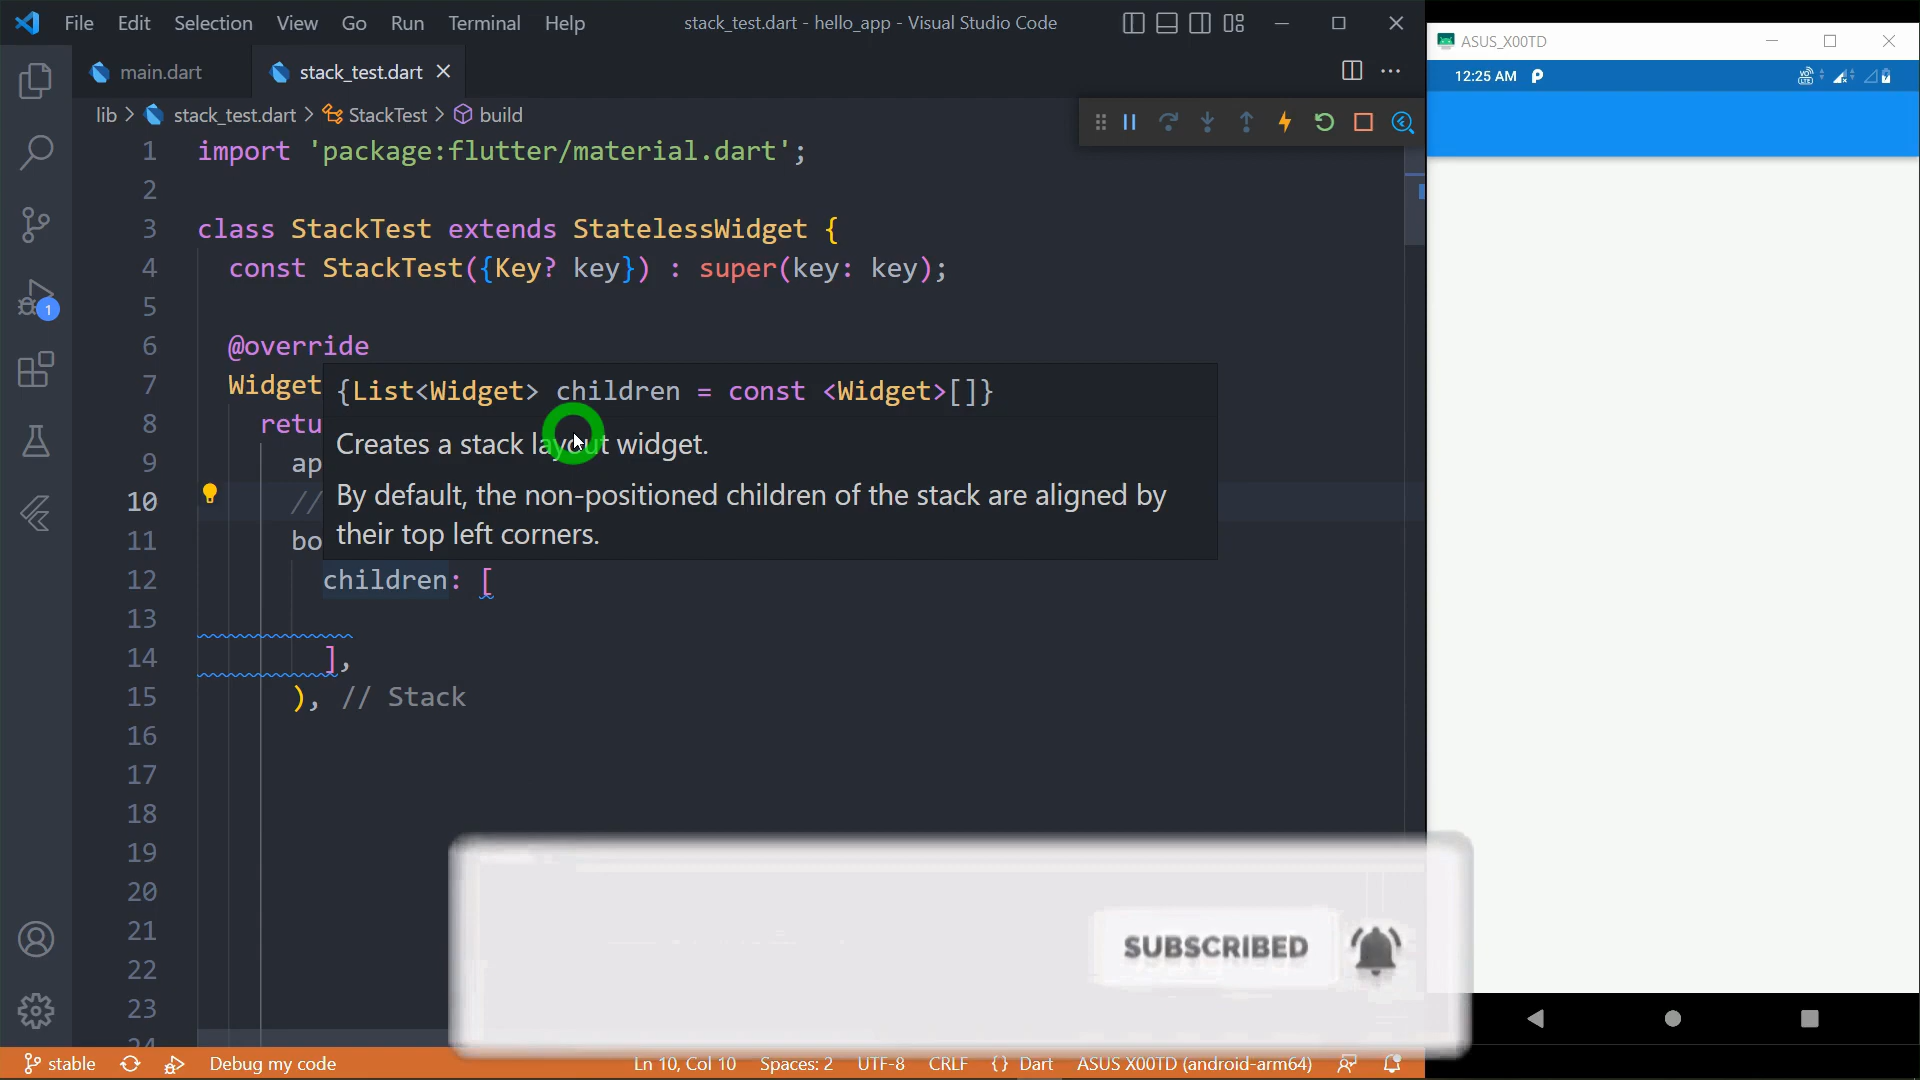 File Edit Selection View Go Run Terminal Help
stack_test.dart - hello_app - Visual Studio Code
ASUS_X00TD
main.dart
stack_test.dart
12:25 AM
VO
LTE
lib > stack_test.dart > StackTest > build
1 import 'package:flutter/material.dart';
2
3 class StackTest extends StatelessWidget {
4 const StackTest({Key? key}) : super(key: key);
5
6 @override
7 Widget
{List<Widget> children = const <Widget>[]}
8 retu
Creates a stack layout widget.
9 ap
10 //
By default, the non-positioned children of the stack are aligned by
their top left corners.
11 bo
12 children: [
13
14 ],
15 ), // Stack
16
17
18
19
20
21
22
23
24
1
SUBSCRIBED
stable
Debug my code
Ln 10, Col 10
Spaces: 2
UTF-8
CRLF
{} Dart
ASUS X00TD (android-arm64)